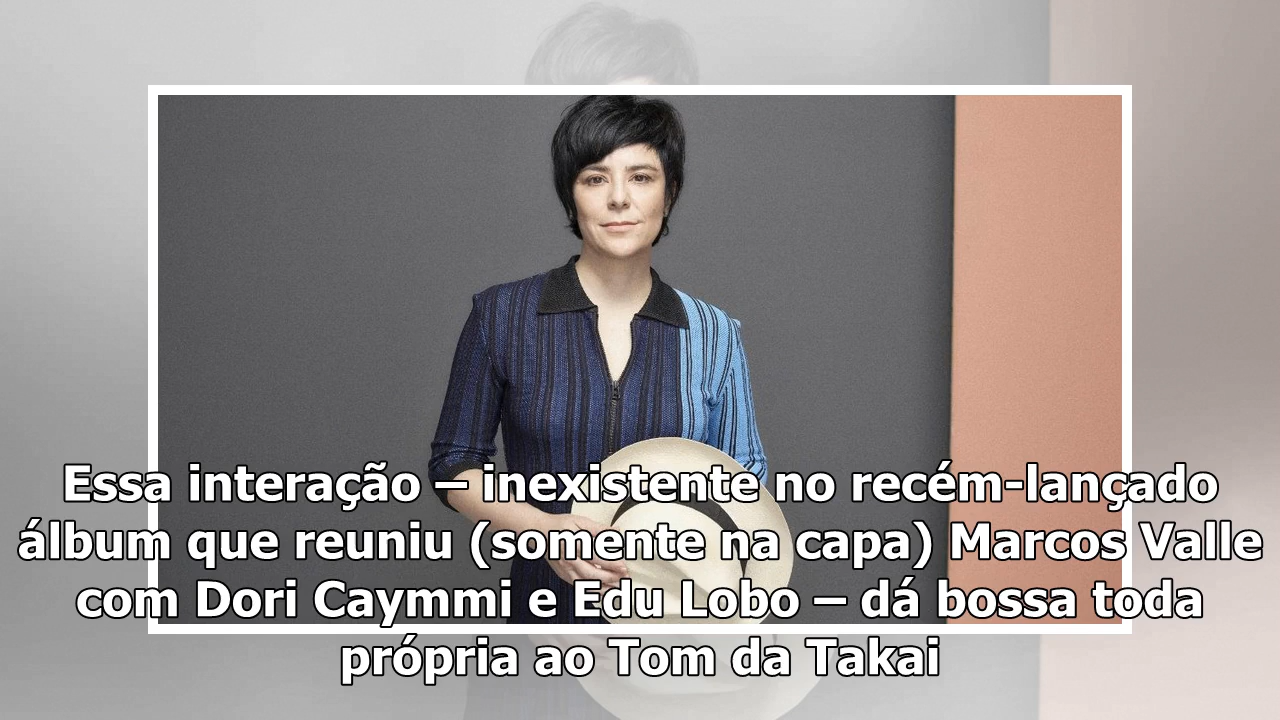 Essa interação – inexistente no recém-lançado
álbum que reuniu (somente na capa) Marcos Valle
com Dori Caymmi e Edu Lobo – dá bossa toda
própria ao Tom da Takai